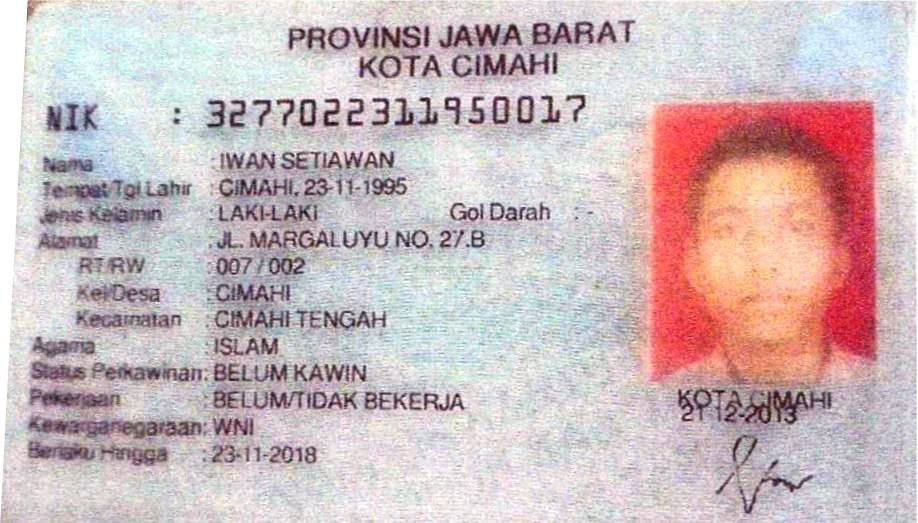 PROVINSI JAWA BARAT
KOTA CIMAHI
NIK : 3277022311950017
Nama : IWAN SETIAWAN
Tempat/Tgl Lahir : CIMAHI, 23-11-1995
Jenis Kelamin : LAKI-LAKI Gol Darah : -
Alamat : JL. MARGALUYU NO. 27.B
RT/RW : 007 / 002
Kel/Desa : CIMAHI
Kecamatan : CIMAHI TENGAH
Agama : ISLAM
Status Perkawinan: BELUM KAWIN
Pekerjaan : BELUM/TIDAK BEKERJA
Kewarganegaraan: WNI
Berlaku Hingga : 23-11-2018
KOTA CIMAHI
21 12-2013